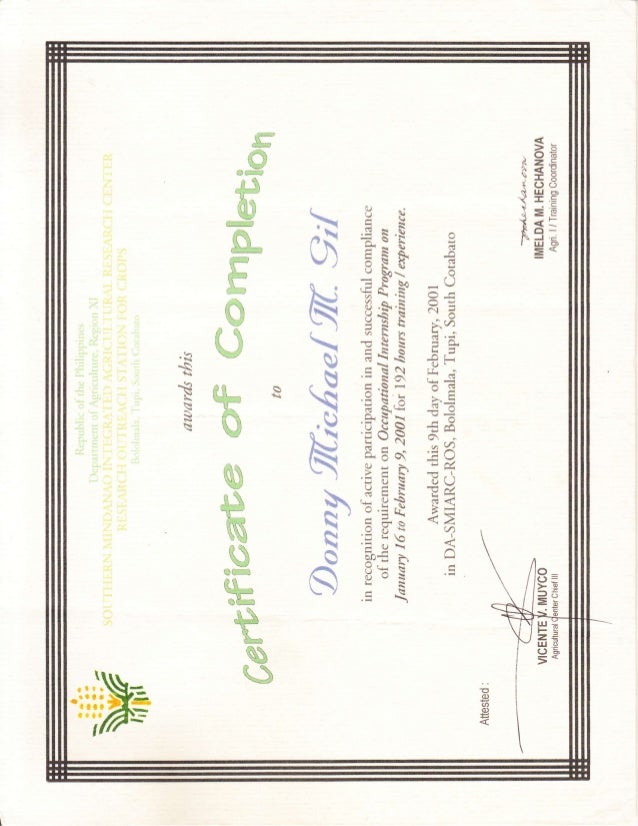 Republic of the Philippines
Department of Agriculture, Region XI
SOUTHERN MINDANAO INTEGRATED AGRICULTURAL RESEARCH CENTER
RESEARCH OUTREACH STATION FOR CROPS
Bololmala, Tupi, South Cotabato
awards this
Certificate of Completion
to
Donny Michael M. Gil
in recognition of active participation in and successful compliance
of the requirement on Occupational Internship Program on
January 16 to February 9, 2001 for 192 hours training / experience.
Awarded this 9th day of February, 2001
in DA-SMIARC-ROS, Bololmala, Tupi, South Cotabato
Attested :
VICENTE V. MUYCO
Agricultural Center Chief III
IMELDA M. HECHANOVA
Agri. I / Training Coordinator